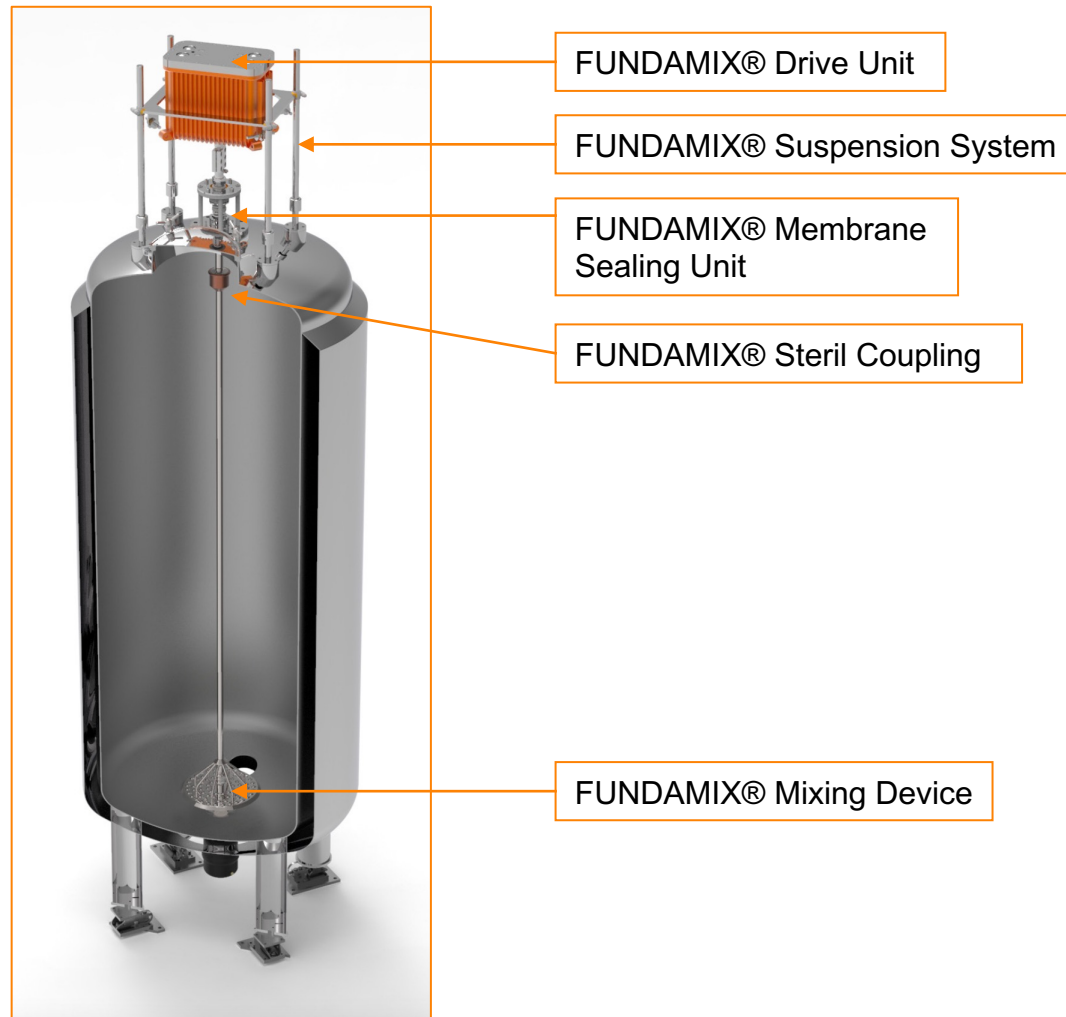 FUNDAMIX® Drive Unit
FUNDAMIX® Suspension System
FUNDAMIX® Membrane
Sealing Unit
FUNDAMIX® Steril Coupling
FUNDAMIX® Mixing Device